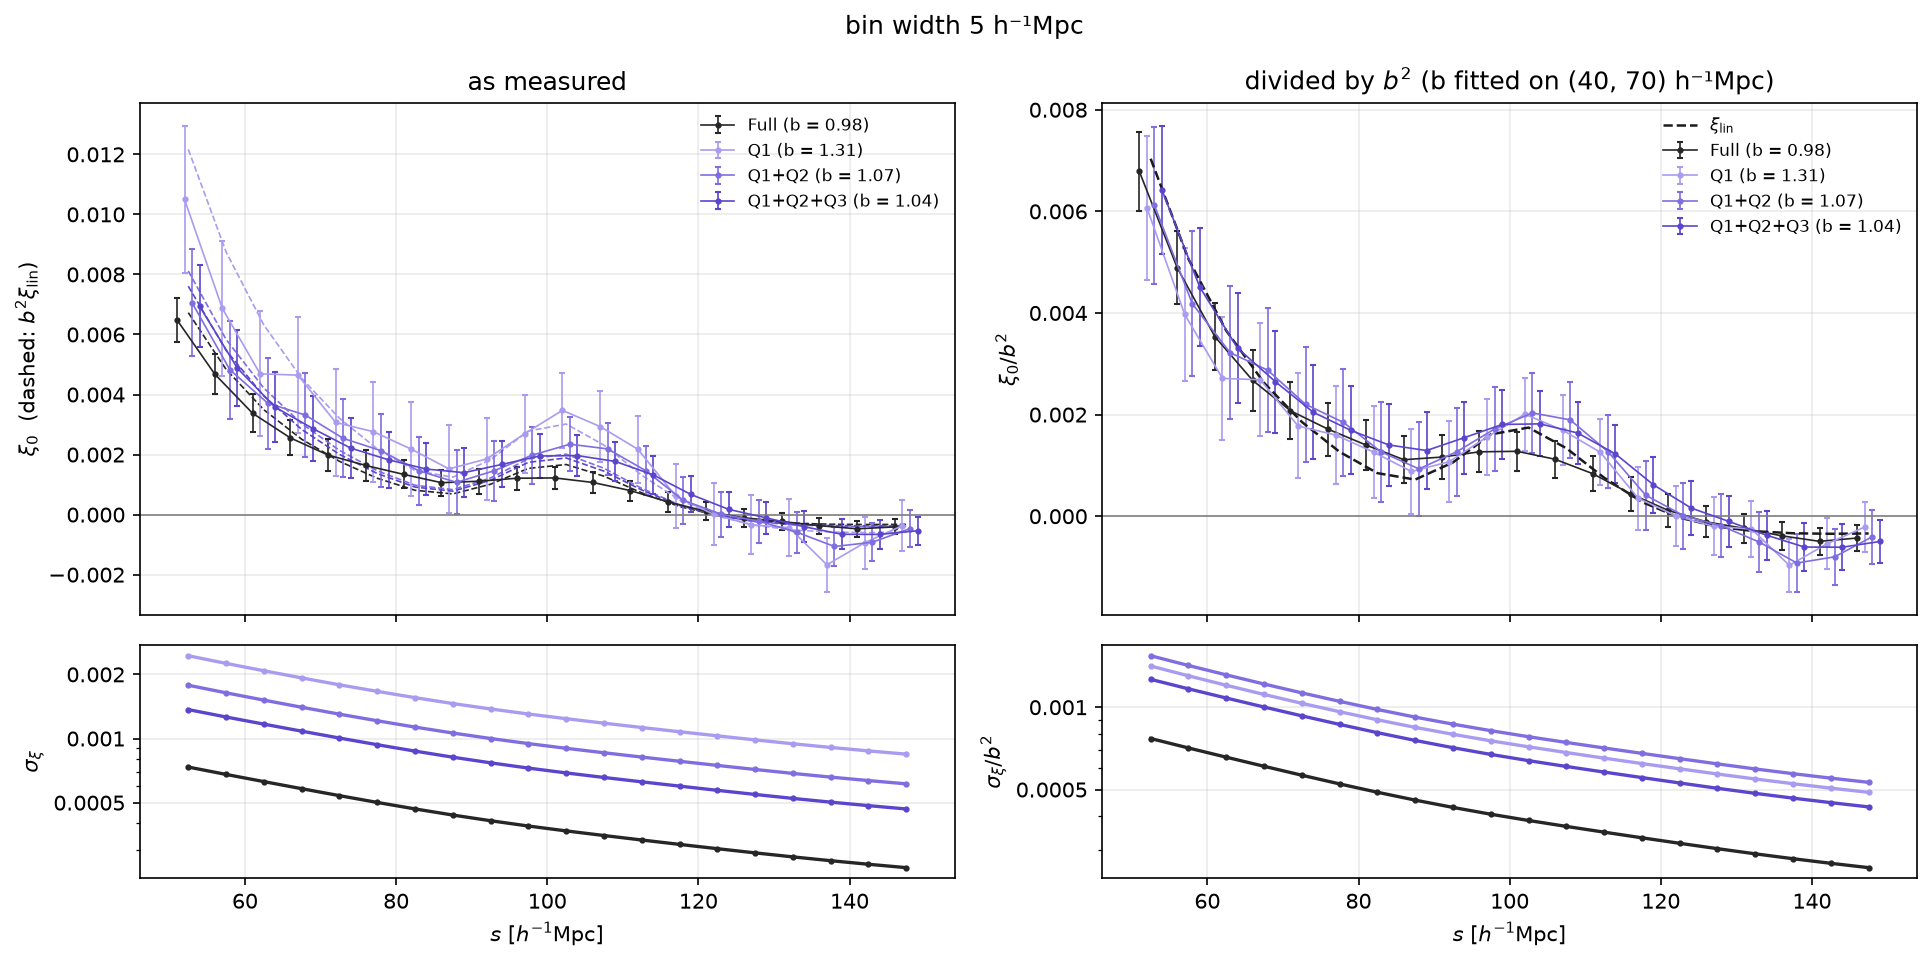 bin width 5 h⁻¹Mpc
as measured
ξ₀ (dashed: b²ξ_lin)
0.012
0.010
0.008
0.006
0.004
0.002
0.000
−0.002
Full (b = 0.98)
Q1 (b = 1.31)
Q1+Q2 (b = 1.07)
Q1+Q2+Q3 (b = 1.04)
divided by b² (b fitted on (40, 70) h⁻¹Mpc)
ξ₀/b²
0.008
0.006
0.004
0.002
0.000
ξ_lin
Full (b = 0.98)
Q1 (b = 1.31)
Q1+Q2 (b = 1.07)
Q1+Q2+Q3 (b = 1.04)
σ_ξ
0.002
0.001
0.0005
60 80 100 120 140
s [h⁻¹Mpc]
σ_ξ/b²
0.001
0.0005
60 80 100 120 140
s [h⁻¹Mpc]